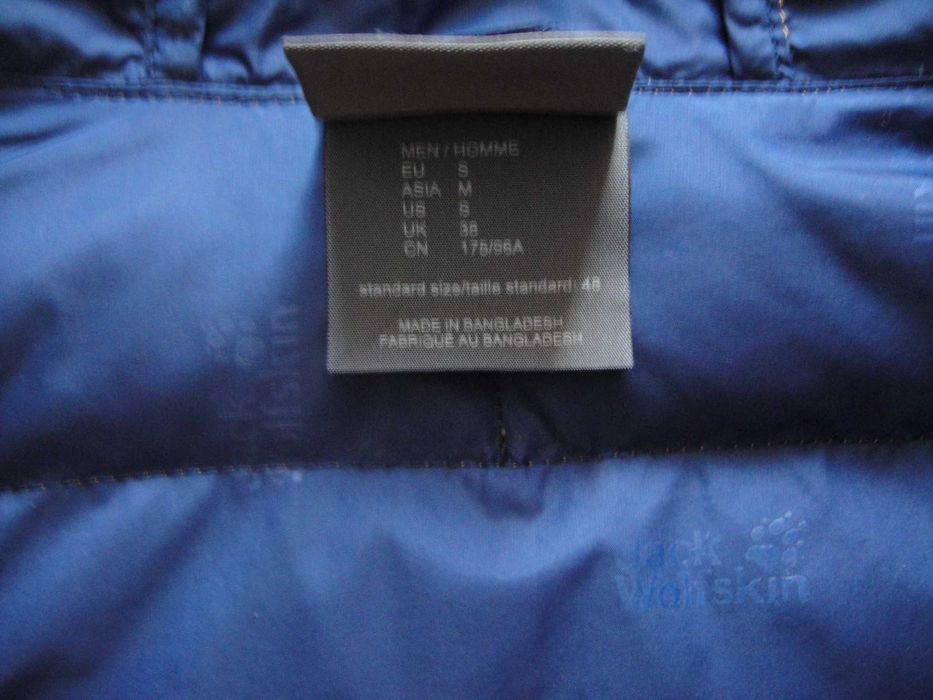 MEN / HOMME
EU S
ASIA M
US S
UK 38
CN 175/96A
standard size/taille standard: 48
MADE IN BANGLADESH
FABRIQUÉ AU BANGLADESH
Jack
Wolfskin